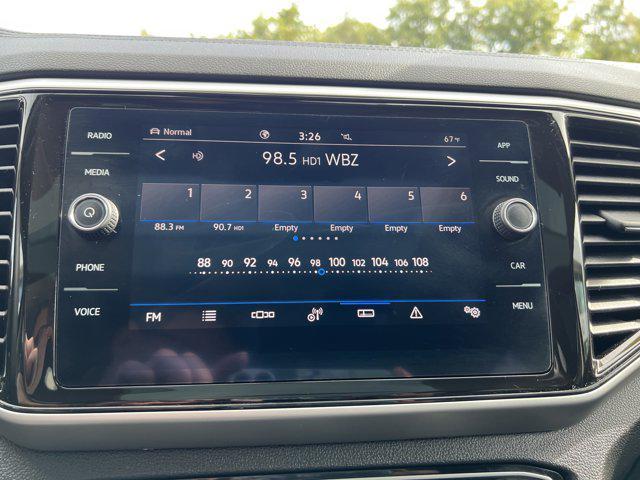 RADIO
MEDIA
PHONE
VOICE
Normal 3:26 67°F
< HD) 98.5 HD1 WBZ >
1 2 3 4 5 6
88.3 FM 90.7 HD1 Empty Empty Empty Empty
88 90 92 94 96 98 100 102 104 106 108
FM
APP
SOUND
CAR
MENU